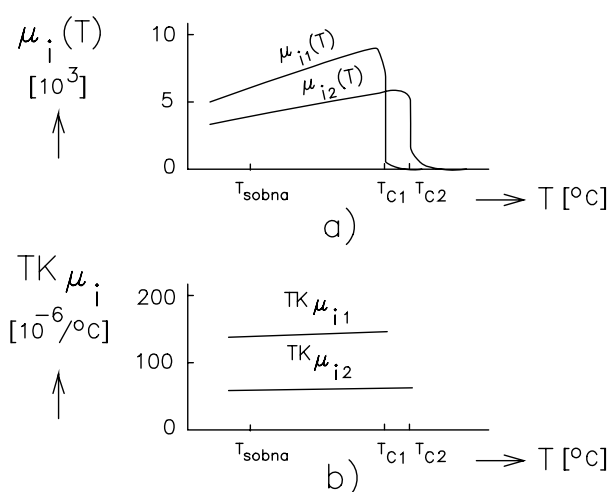 μi(T)
[10³]
10
5
0
μi1(T)
μi2(T)
Tsobna
TC1
TC2
T [°C]
a)
TK μi
[10⁻⁶/°C]
200
100
0
TK μi1
TK μi2
Tsobna
TC1
TC2
T [°C]
b)